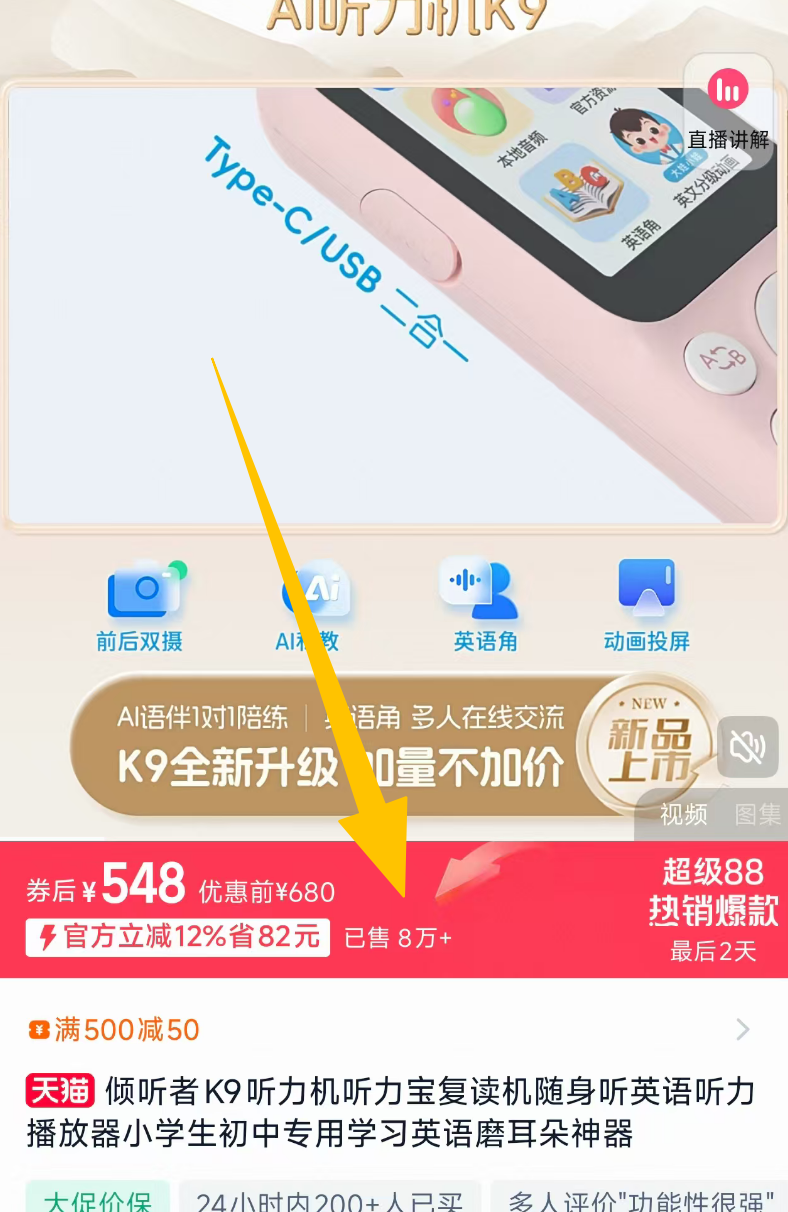 AI听力机K9
直播讲解
官方资源
本地音频
大娃小娃
英文分级动画
英语角
Type-C/USB 二合一
A B
前后双摄
英语角
动画投屏
AI语伴1对1陪练 | 英语角 多人在线交流
K9全新升级 加量不加价
NEW
新品
上市
视频 图集
券后¥548 优惠前¥680
官方立减12%省82元 已售 8万+
超级88
热销爆款
最后2天
满500减50
天猫 倾听者K9听力机听力宝复读机随身听英语听力
播放器小学生初中专用学习英语磨耳朵神器
大促价保 24小时内200+人已买 多人评价"功能性很强"